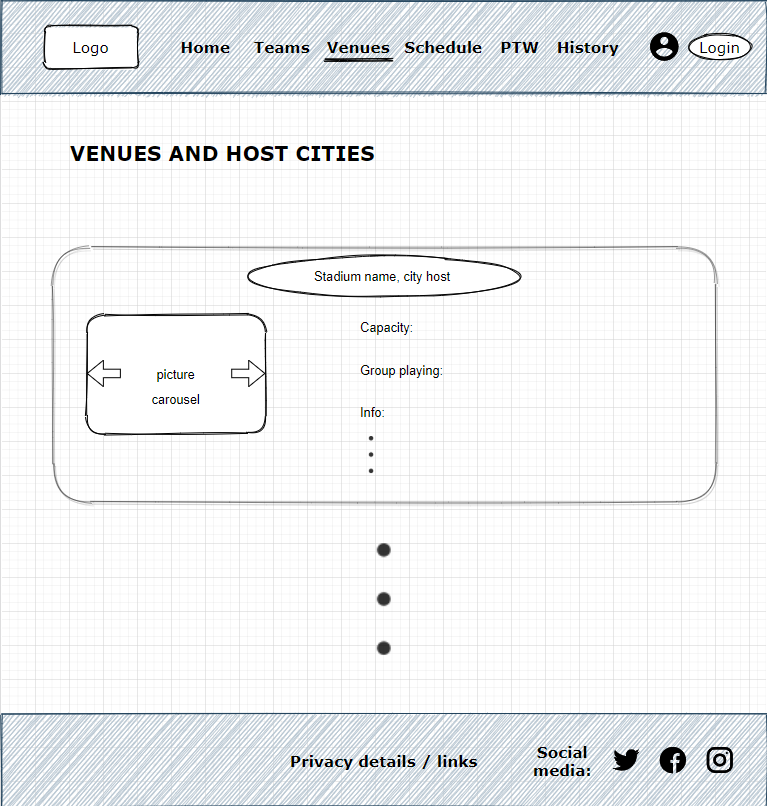 Logo
Home Teams Venues Schedule PTW History
Login
VENUES AND HOST CITIES
Stadium name, city host
picture
carousel
Capacity:
Group playing:
Info:
Privacy details / links
Social
media: